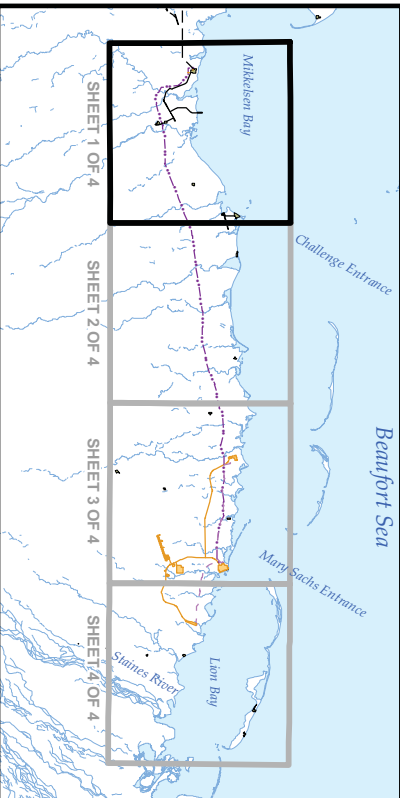 Mikkelsen Bay
SHEET 1 OF 4
Challenge Entrance
SHEET 2 OF 4
Beaufort Sea
SHEET 3 OF 4
Mary Sachs Entrance
SHEET 4 OF 4
Staines River
Lion Bay